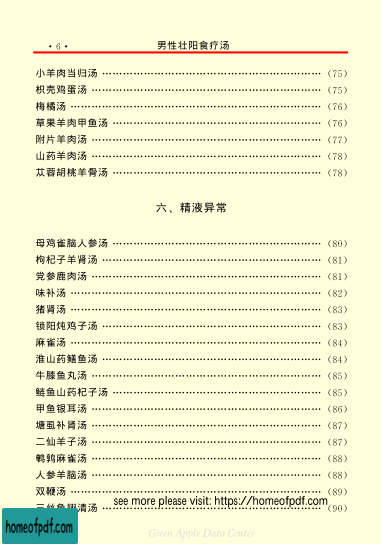 ·6· 男性壮阳食疗汤
小羊肉当归汤 ………………………………………………………… (75)
枳壳鸡蛋汤 ………………………………………………………… (75)
梅橘汤 ………………………………………………………… (76)
草果羊肉甲鱼汤 ………………………………………………………… (76)
附片羊肉汤 ………………………………………………………… (77)
山药羊肉汤 ………………………………………………………… (78)
苁蓉胡桃羊骨汤 ………………………………………………………… (78)
六、精液异常
母鸡雀脑人参汤 ………………………………………………………… (80)
枸杞子羊肾汤 ………………………………………………………… (81)
党参鹿肉汤 ………………………………………………………… (81)
味补汤 ………………………………………………………… (82)
猪肾汤 ………………………………………………………… (83)
锁阳炖鸡子汤 ………………………………………………………… (83)
麻雀汤 ………………………………………………………… (84)
淮山药鳝鱼汤 ………………………………………………………… (84)
牛膝鱼丸汤 ………………………………………………………… (85)
鲢鱼山药杞子汤 ………………………………………………………… (85)
甲鱼银耳汤 ………………………………………………………… (86)
塘虱补肾汤 ………………………………………………………… (87)
二仙羊子汤 ………………………………………………………… (87)
鹌鹑麻雀汤 ………………………………………………………… (88)
人参羊脑汤 ………………………………………………………… (88)
双鞭汤 ………………………………………………………… (89)
see more please visit: https://homeofpdf.com
三丝鱼翅清汤 ………………………………………………………… (90)
homeofpdf.com
Green Apple Data Center